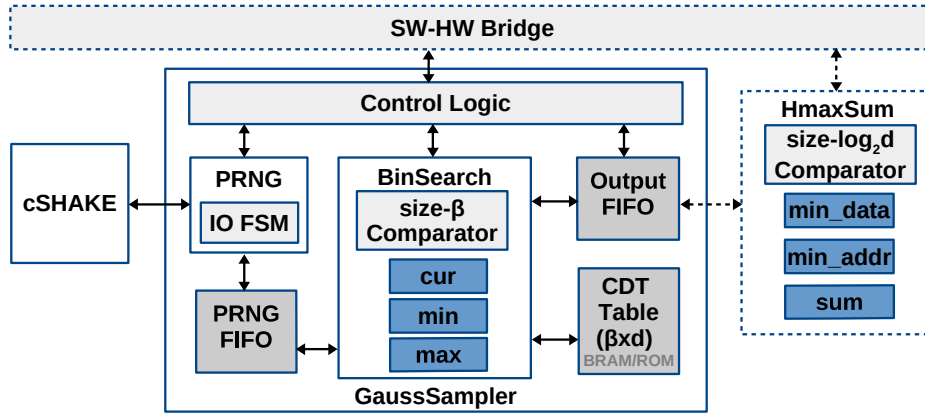 SW-HW Bridge
Control Logic
HmaxSum
size-log₂d
Comparator
min_data
min_addr
sum
cSHAKE
PRNG
IO FSM
BinSearch
size-β
Comparator
cur
min
max
Output
FIFO
PRNG
FIFO
CDT
Table
(βxd)
BRAM/ROM
GaussSampler